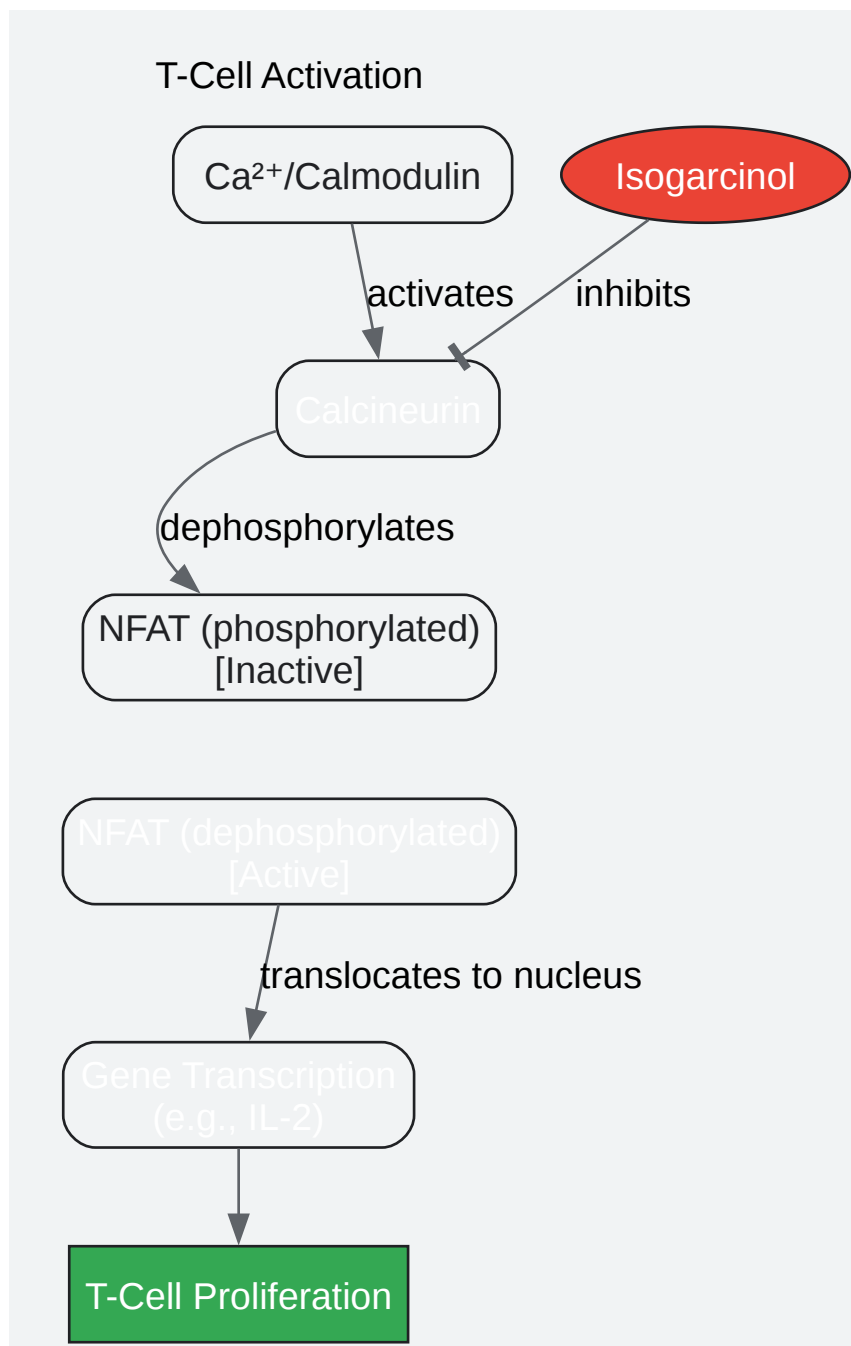 T-Cell Activation
Ca²⁺/Calmodulin
Isogarcinol
activates
inhibits
Calcineurin
dephosphorylates
NFAT (phosphorylated)
[Inactive]
NFAT (dephosphorylated)
[Active]
translocates to nucleus
Gene Transcription
(e.g., IL-2)
T-Cell Proliferation